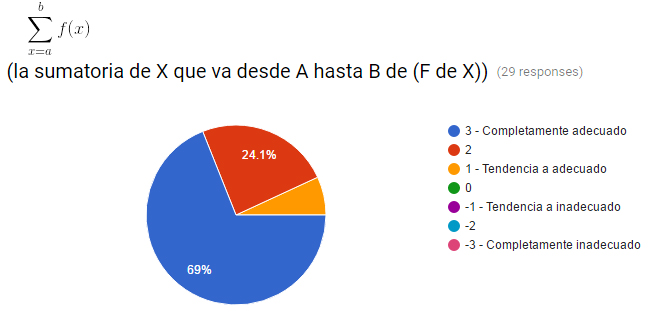 b
∑ f(x)
x=a
(la sumatoria de X que va desde A hasta B de (F de X)) (29 responses)
24.1%
69%
3 - Completamente adecuado
2
1 - Tendencia a adecuado
0
-1 - Tendencia a inadecuado
-2
-3 - Completamente inadecuado